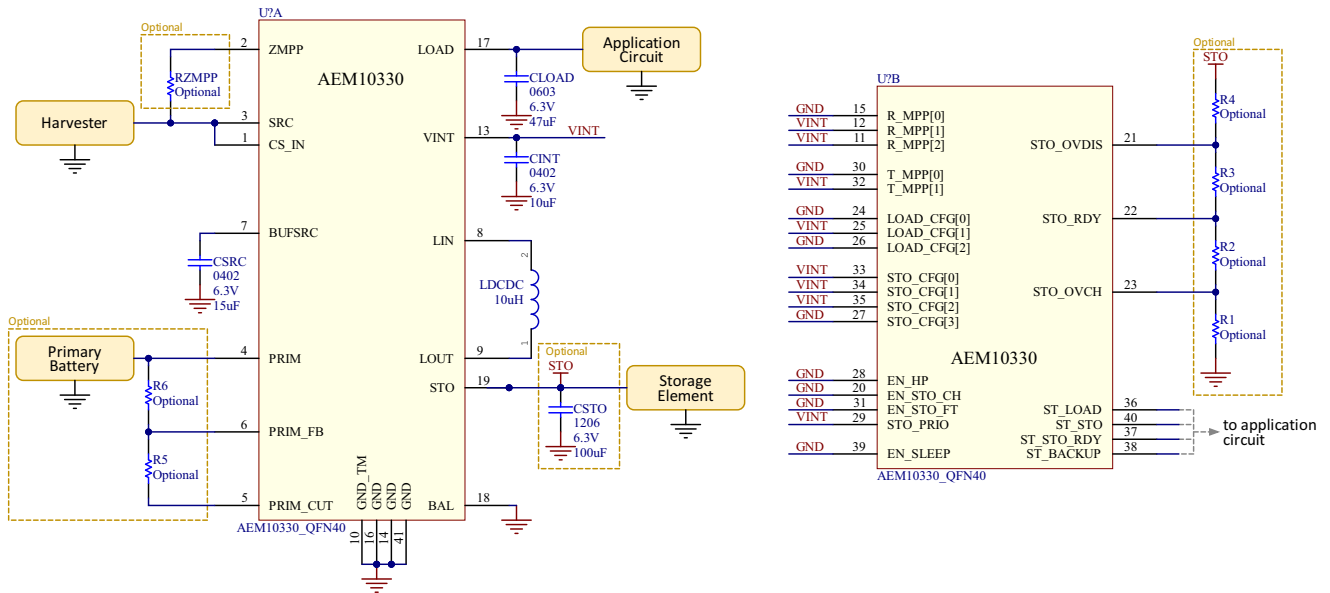 U?A
Optional
2
ZMPP
RZMPP
Optional
Harvester
3
SRC
1
CS_IN
AEM10330
LOAD
17
Application
Circuit
CLOAD
0603
6.3V
47uF
VINT
13
VINT
CINT
0402
6.3V
10uF
7
BUFSRC
CSRC
0402
6.3V
15uF
LIN
8
2
LDCDC
10uH
1
LOUT
9
Optional
Primary
Battery
4
PRIM
R6
Optional
6
PRIM_FB
R5
Optional
5
PRIM_CUT
STO
19
Optional
STO
CSTO
1206
6.3V
100uF
Storage
Element
GND_TM
GND
GND
GND
BAL
18
AEM10330_QFN40
10
16
14
41
U?B
GND 15 R_MPP[0]
VINT 12 R_MPP[1]
VINT 11 R_MPP[2]
GND 30 T_MPP[0]
VINT 32 T_MPP[1]
GND 24 LOAD_CFG[0]
VINT 25 LOAD_CFG[1]
GND 26 LOAD_CFG[2]
VINT 33 STO_CFG[0]
VINT 34 STO_CFG[1]
VINT 35 STO_CFG[2]
GND 27 STO_CFG[3]
AEM10330
GND 28 EN_HP
GND 20 EN_STO_CH
GND 31 EN_STO_FT
VINT 29 STO_PRIO
GND 39 EN_SLEEP
AEM10330_QFN40
STO_OVDIS 21
STO_RDY 22
STO_OVCH 23
ST_LOAD 36
ST_STO 40
ST_STO_RDY 37
ST_BACKUP 38
to application
circuit
Optional
STO
R4
Optional
R3
Optional
R2
Optional
R1
Optional